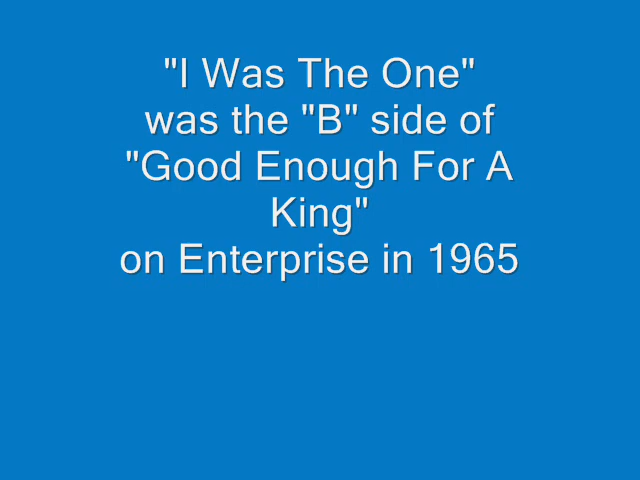 "I Was The One"
was the "B" side of
"Good Enough For A
King"
on Enterprise in 1965